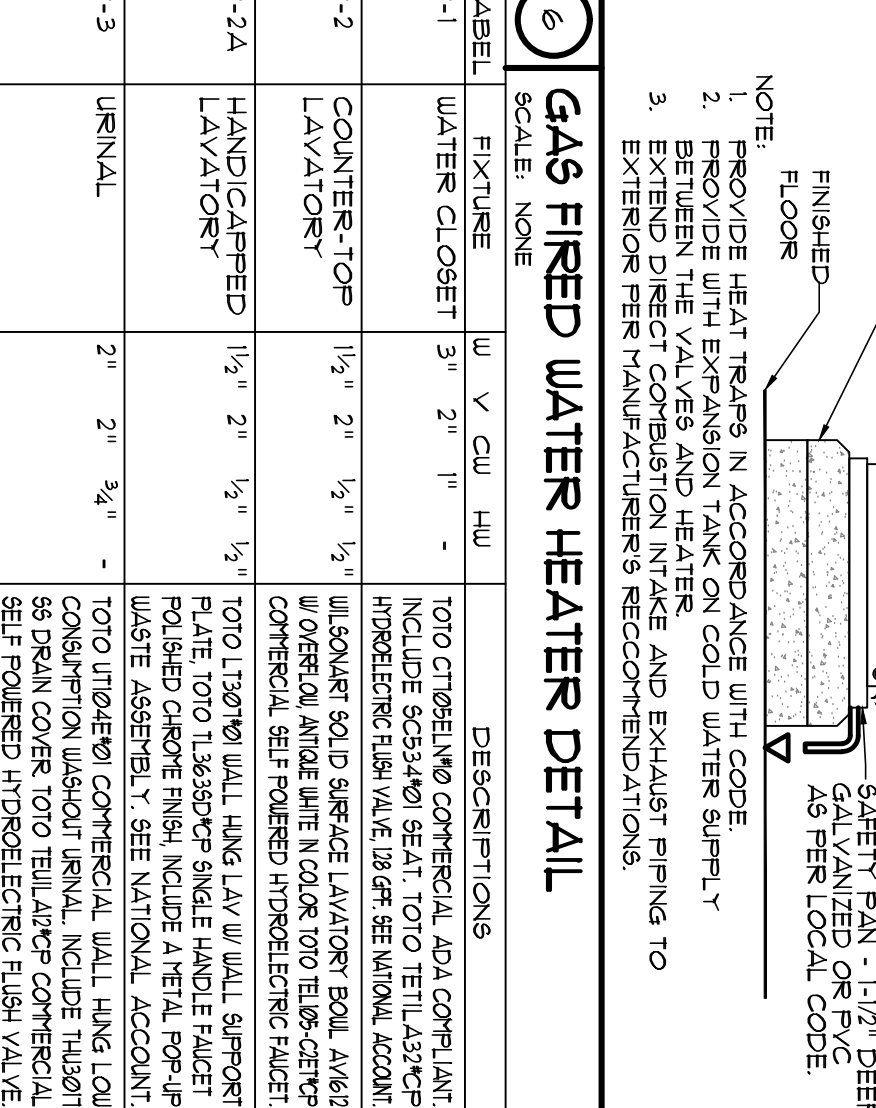 SAFETY PAN - 1-1/2" DEEP
GALVANIZED OR PVC
AS PER LOCAL CODE.
FINISHED
FLOOR
NOTE:
1. PROVIDE HEAT TRAPS IN ACCORDANCE WITH CODE.
2. PROVIDE WITH EXPANSION TANK ON COLD WATER SUPPLY
BETWEEN THE VALVES AND HEATER.
3. EXTEND DIRECT COMBUSTION INTAKE AND EXHAUST PIPING TO
EXTERIOR PER MANUFACTURER'S RECCOMMENDATIONS.
6 GAS FIRED WATER HEATER DETAIL
SCALE: NONE
ABEL FIXTURE W V CW HW DESCRIPTIONS
-1 WATER CLOSET 3" 2" 1" - TOTO CT705ELN#10 COMMERCIAL ADA COMPLIANT.
INCLUDE SC534#01 SEAT. TOTO TET1LA32#CP
HYDROELECTRIC FLUSH VALVE, 1.28 GPF. SEE NATIONAL ACCOUNT.
-2 COUNTER-TOP 1½" 2" ½" ½" WILSONART SOLID SURFACE LAVATORY BOWL AV1612
LAVATORY W/ OVERFLOW, ANTIQUE WHITE IN COLOR TOTO TEL105-C2ET#CP
COMMERCIAL SELF POWERED HYDROELECTRIC FAUCET.
-2A HANDICAPPED 1½" 2" ½" ½" TOTO LT307#01 WALL HUNG LAV W/ WALL SUPPORT
LAVATORY PLATE, TOTO TL363SD#CP SINGLE HANDLE FAUCET
POLISHED CHROME FINISH, INCLUDE A METAL POP-UP
WASTE ASSEMBLY. SEE NATIONAL ACCOUNT.
-3 URINAL 2" 2" ¾" - TOTO UT104E#01 COMMERCIAL WALL HUNG LOW
CONSUMPTION WASHOUT URINAL. INCLUDE THU301T
SS DRAIN COVER. TOTO TEU1LA12#CP COMMERCIAL
SELF POWERED HYDROELECTRIC FLUSH VALVE.